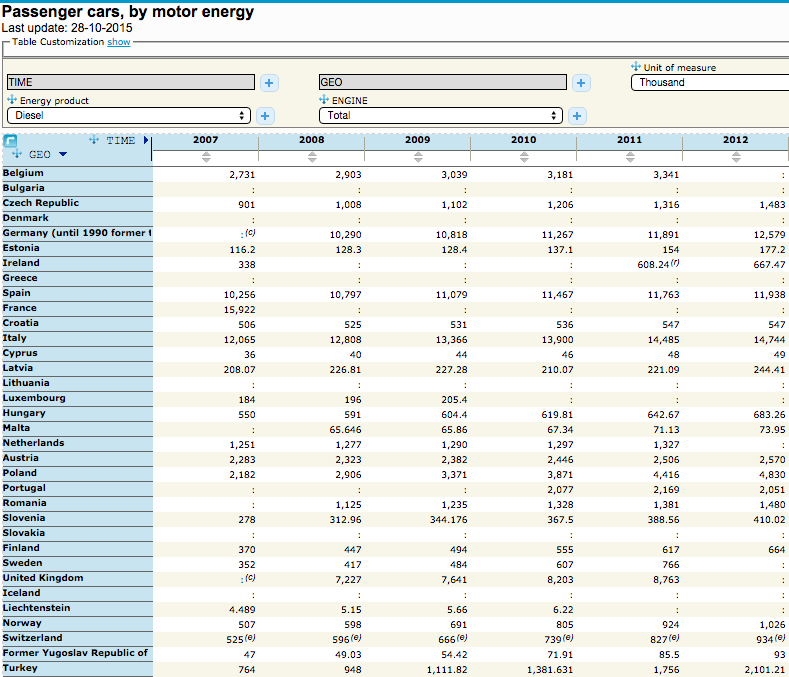 Passenger cars, by motor energy
Last update: 28-10-2015
Table Customization show
Unit of measure
TIME + GEO + Thousand
Energy product ENGINE
Diesel + Total +
TIME 2007 2008 2009 2010 2011 2012
GEO
Belgium 2,731 2,903 3,039 3,181 3,341 :
Bulgaria : : : : : :
Czech Republic 901 1,008 1,102 1,206 1,316 1,483
Denmark : : : : : :
Germany (until 1990 former t :(c) 10,290 10,818 11,267 11,891 12,579
Estonia 116.2 128.3 128.4 137.1 154 177.2
Ireland 338 : : : 608.24(r) 667.47
Greece : : : : : :
Spain 10,256 10,797 11,079 11,467 11,763 11,938
France 15,922 : : : : :
Croatia 506 525 531 536 547 547
Italy 12,065 12,808 13,366 13,900 14,485 14,744
Cyprus 36 40 44 46 48 49
Latvia 208.07 226.81 227.28 210.07 221.09 244.41
Lithuania : : : : : :
Luxembourg 184 196 205.4 : : :
Hungary 550 591 604.4 619.81 642.67 683.26
Malta : 65.646 65.86 67.34 71.13 73.95
Netherlands 1,251 1,277 1,290 1,297 1,327 :
Austria 2,283 2,323 2,382 2,446 2,506 2,570
Poland 2,182 2,906 3,371 3,871 4,416 4,830
Portugal : : : 2,077 2,169 2,051
Romania : 1,125 1,235 1,328 1,381 1,480
Slovenia 278 312.96 344.176 367.5 388.56 410.02
Slovakia : : : : : :
Finland 370 447 494 555 617 664
Sweden 352 417 484 607 766 :
United Kingdom :(c) 7,227 7,641 8,203 8,763 :
Iceland : : : : : :
Liechtenstein 4.489 5.15 5.66 6.22 : :
Norway 507 598 691 805 924 1,026
Switzerland 525(e) 596(e) 666(e) 739(e) 827(e) 934(e)
Former Yugoslav Republic of 47 49.03 54.42 71.91 85.5 93
Turkey 764 948 1,111.82 1,381.631 1,756 2,101.21